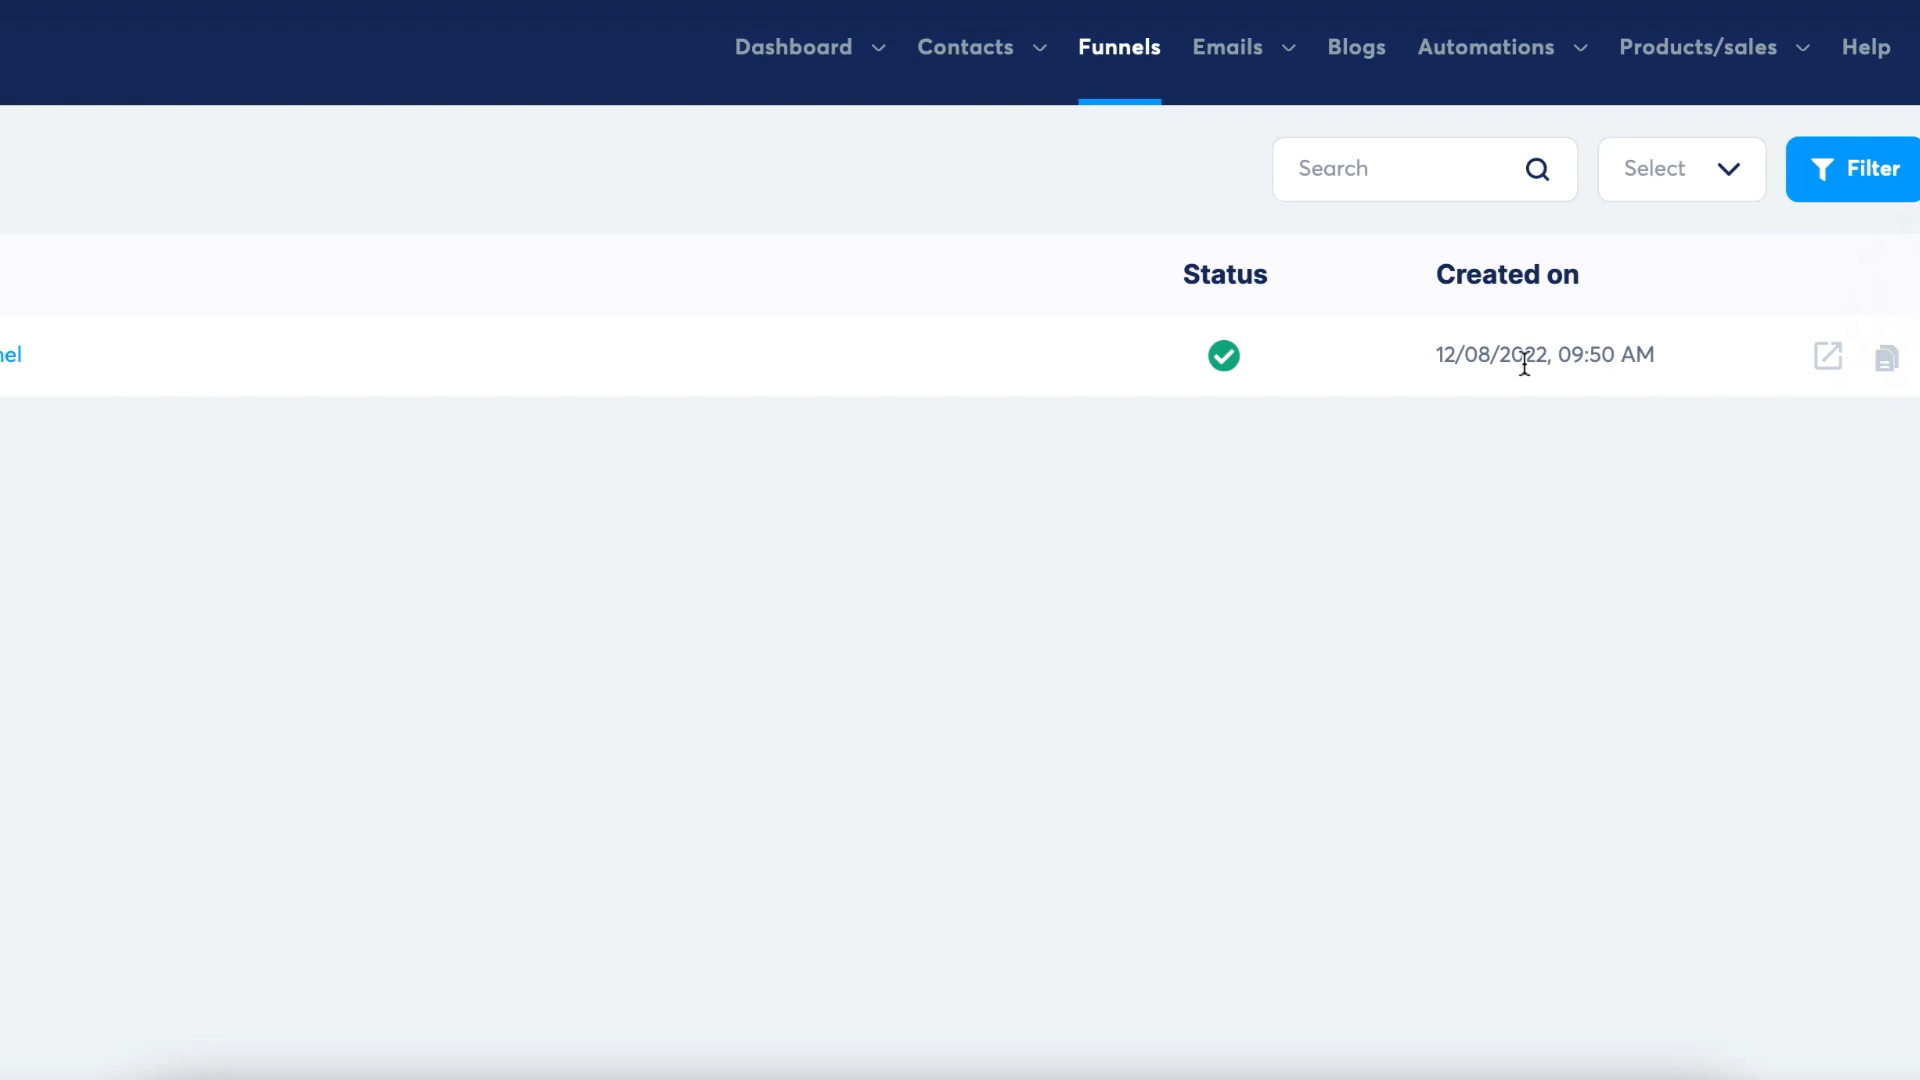 Dashboard Contacts Funnels Emails Blogs Automations Products/sales Help
Search Select Filter
Status Created on
nel 12/08/2022, 09:50 AM